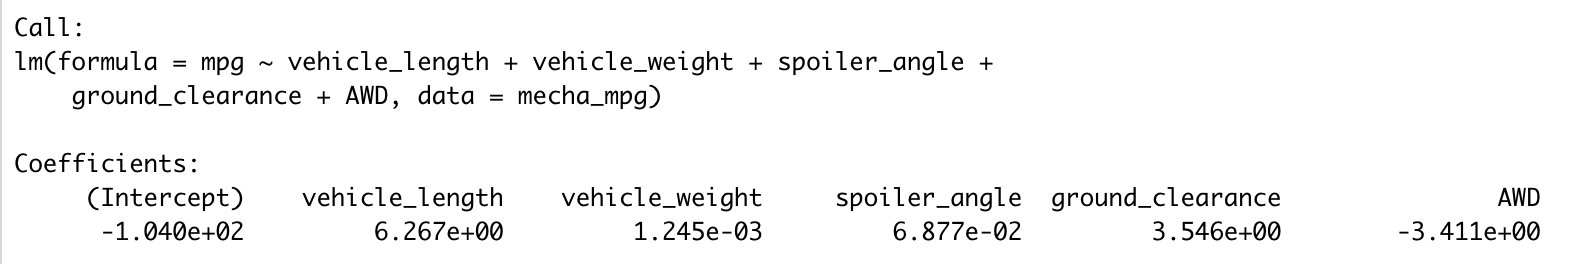 Call:
lm(formula = mpg ~ vehicle_length + vehicle_weight + spoiler_angle +
    ground_clearance + AWD, data = mecha_mpg)

Coefficients:
     (Intercept)    vehicle_length    vehicle_weight     spoiler_angle  ground_clearance               AWD
      -1.040e+02         6.267e+00         1.245e-03         6.877e-02         3.546e+00        -3.411e+00